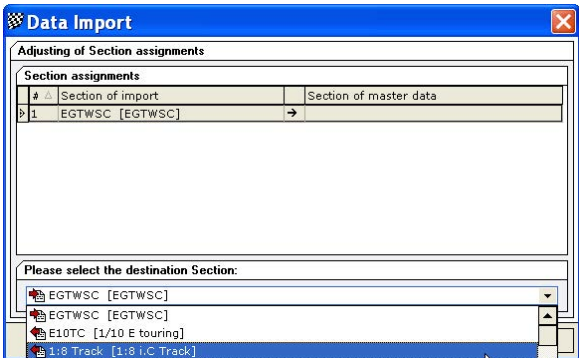 Data Import
Adjusting of Section assignments
Section assignments
# Section of import Section of master data
1 EGTWSC [EGTWSC] →
Please select the destination Section:
EGTWSC [EGTWSC]
EGTWSC [EGTWSC]
E10TC [1/10 E touring]
1:8 Track [1:8 i.C Track]